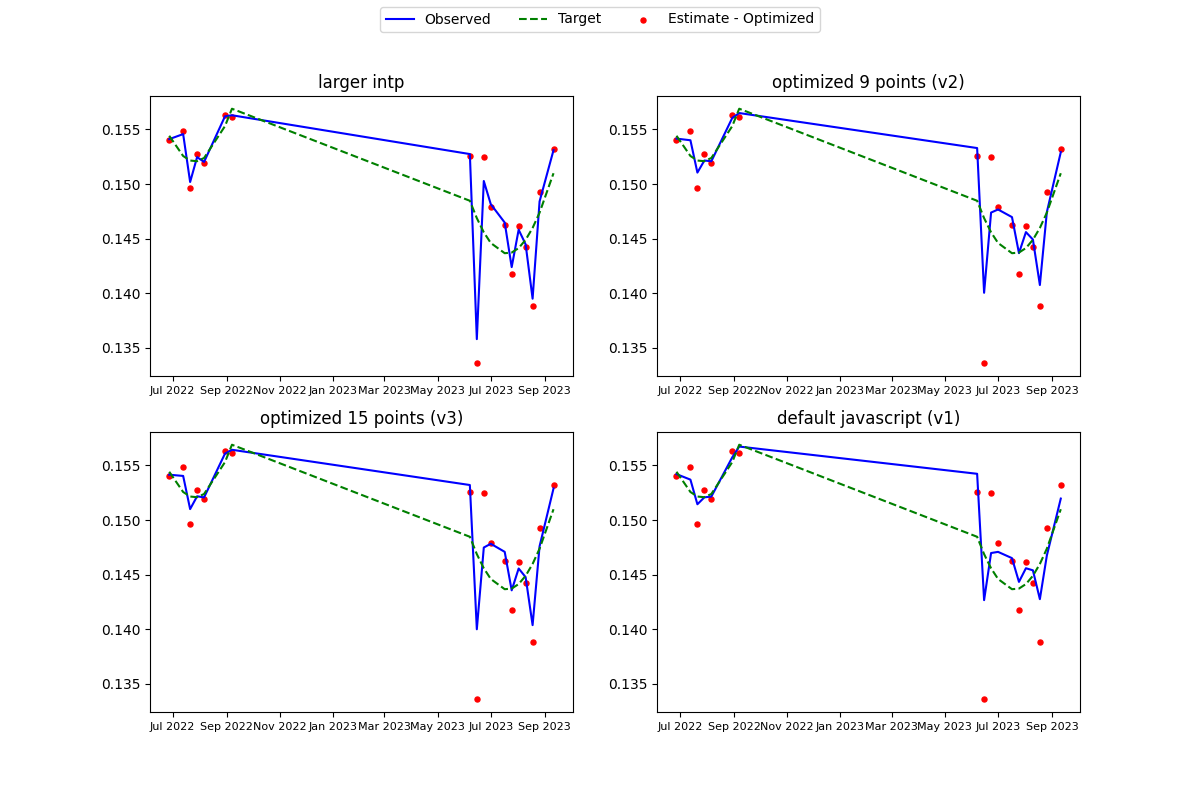 Observed Target Estimate - Optimized
larger intp
0.155
0.150
0.145
0.140
0.135
Jul 2022 Sep 2022 Nov 2022 Jan 2023 Mar 2023 May 2023 Jul 2023 Sep 2023
optimized 9 points (v2)
0.155
0.150
0.145
0.140
0.135
Jul 2022 Sep 2022 Nov 2022 Jan 2023 Mar 2023 May 2023 Jul 2023 Sep 2023
optimized 15 points (v3)
0.155
0.150
0.145
0.140
0.135
Jul 2022 Sep 2022 Nov 2022 Jan 2023 Mar 2023 May 2023 Jul 2023 Sep 2023
default javascript (v1)
0.155
0.150
0.145
0.140
0.135
Jul 2022 Sep 2022 Nov 2022 Jan 2023 Mar 2023 May 2023 Jul 2023 Sep 2023